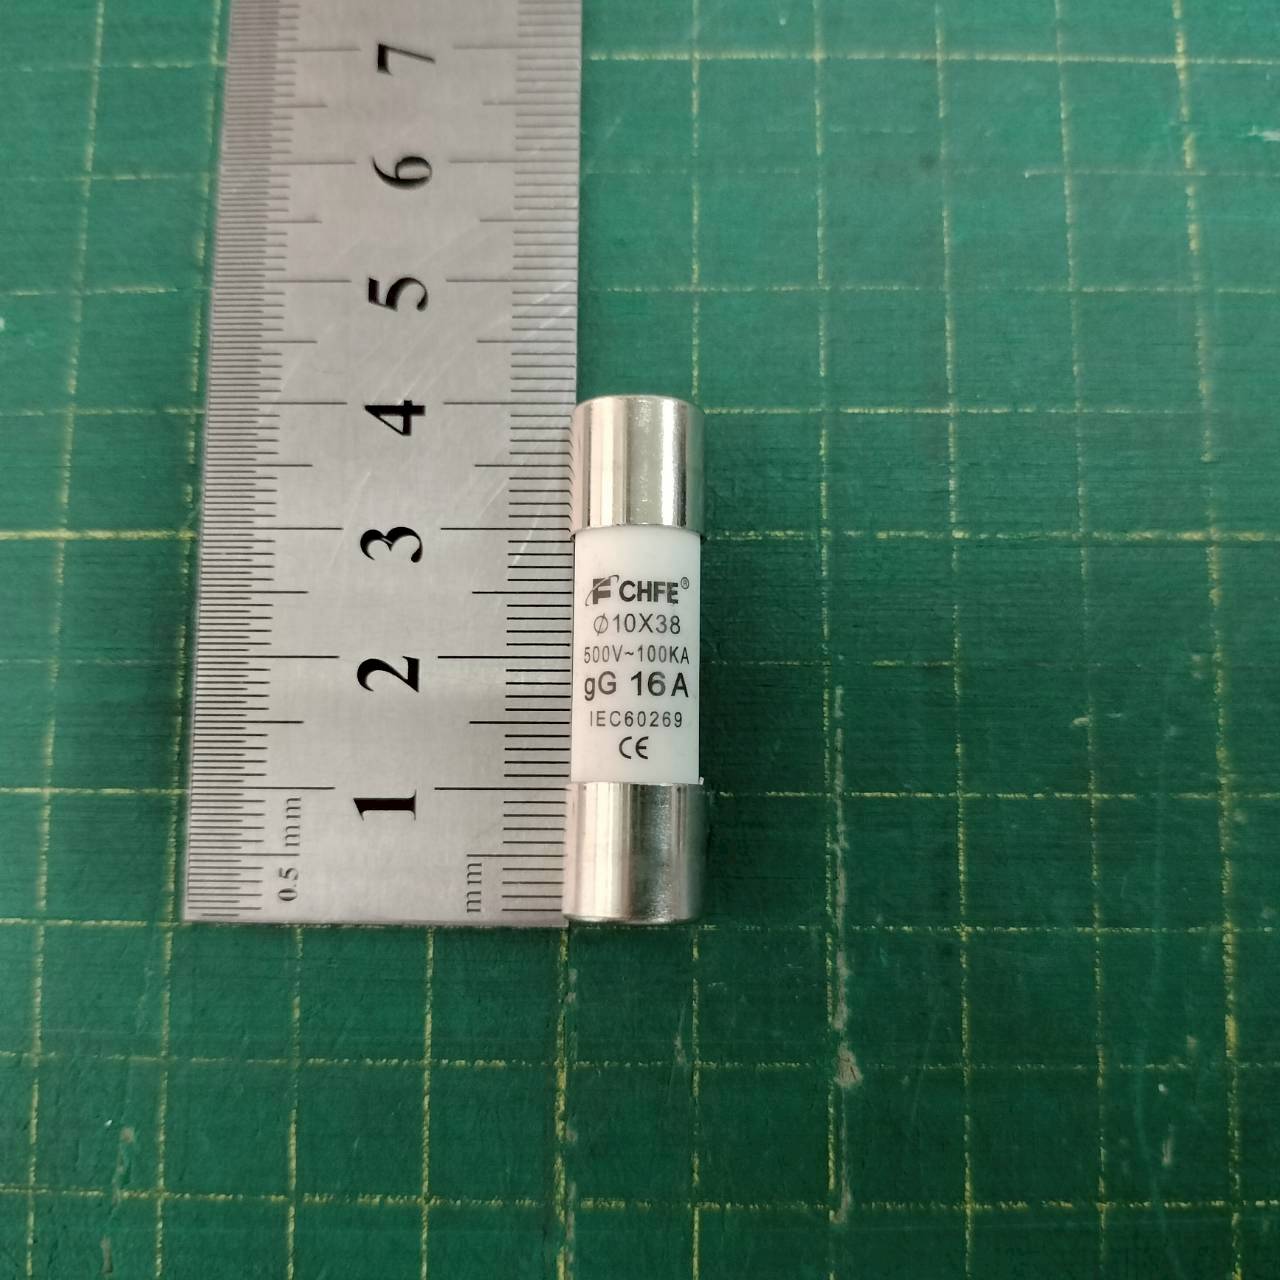 7
6
5
4
3
2
1
0.5 mm
mm
F CHFE®
Ø10X38
500V~100KA
gG 16A
IEC60269
CE